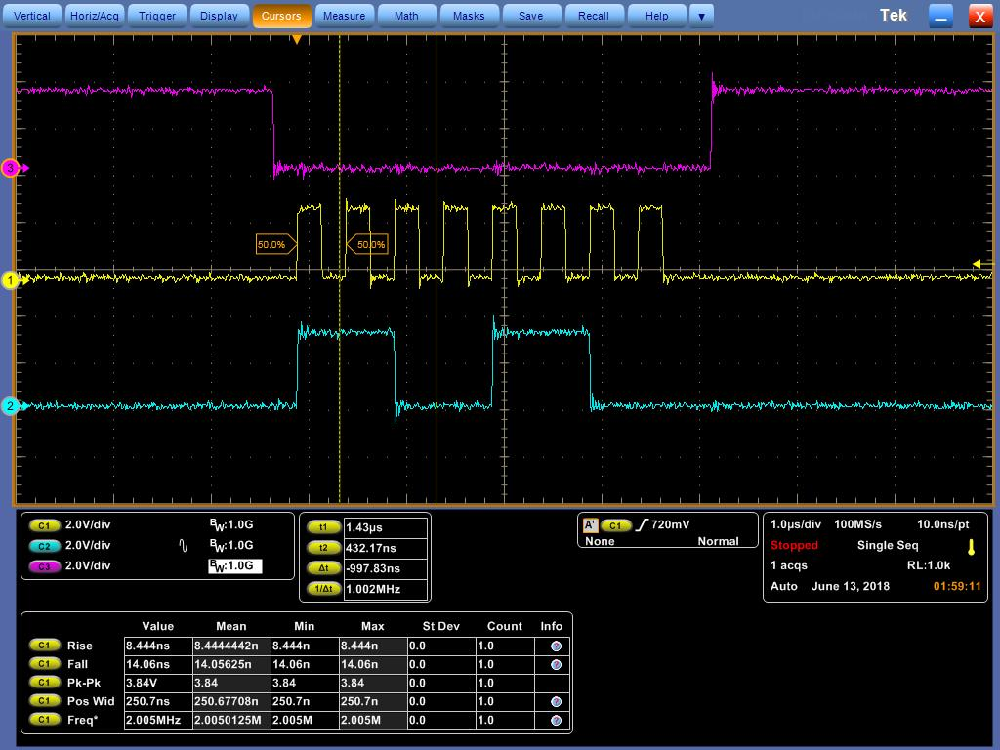 Vertical Horiz/Acq Trigger Display Cursors Measure Math Masks Save Recall Help Tek X
3
50.0% 50.0%
1
2
C1 2.0V/div BW:1.0G
C2 2.0V/div BW:1.0G
C3 2.0V/div BW:1.0G
t1 1.43µs
t2 432.17ns
Δt -997.83ns
1/Δt 1.002MHz
A' C1 720mV
None Normal
1.0µs/div 100MS/s 10.0ns/pt
Stopped Single Seq
1 acqs RL:1.0k
Auto June 13, 2018 01:59:11
Value Mean Min Max St Dev Count Info
C1 Rise 8.444ns 8.4444442n 8.444n 8.444n 0.0 1.0
C1 Fall 14.06ns 14.05625n 14.06n 14.06n 0.0 1.0
C1 Pk-Pk 3.84V 3.84 3.84 3.84 0.0 1.0
C1 Pos Wid 250.7ns 250.67708n 250.7n 250.7n 0.0 1.0
C1 Freq* 2.005MHz 2.0050125M 2.005M 2.005M 0.0 1.0